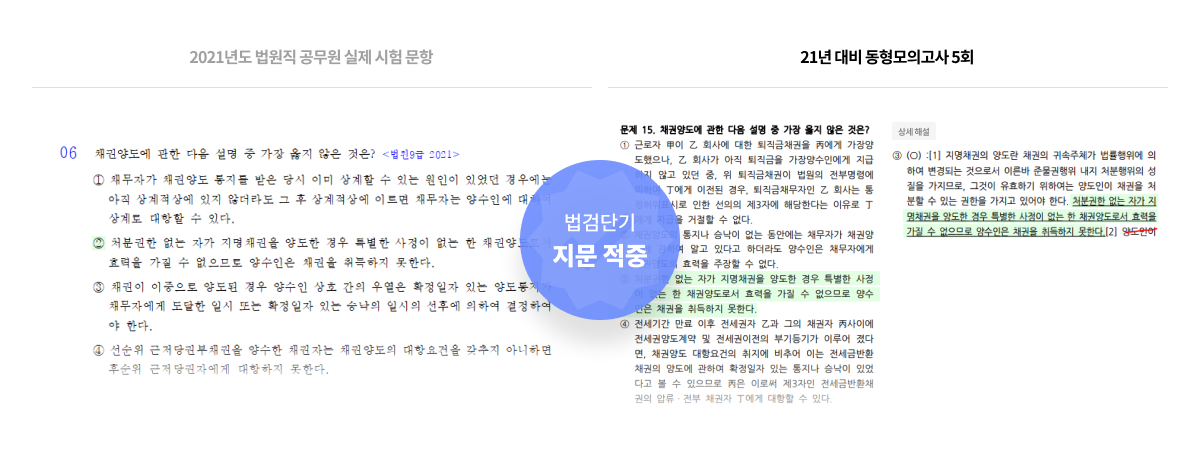 2021년도 법원직 공무원 실제 시험 문항
06 채권양도에 관한 다음 설명 중 가장 옳지 않은 것은? <법원9급 2021>
① 채무자가 채권양도 통지를 받은 당시 이미 상계할 수 있는 원인이 있었던 경우에는
아직 상계적상에 있지 않더라도 그 후 상계적상에 이르면 채무자는 양수인에 대하여
상계로 대항할 수 있다.
② 처분권한 없는 자가 지명채권을 양도한 경우 특별한 사정이 없는 한 채권양도로서
효력을 가질 수 없으므로 양수인은 채권을 취득하지 못한다.
③ 채권이 이중으로 양도된 경우 양수인 상호 간의 우열은 확정일자 있는 양도통지가
채무자에게 도달한 일시 또는 확정일자 있는 승낙의 일시의 선후에 의하여 결정하여
야 한다.
④ 선순위 근저당권부채권을 양수한 채권자는 채권양도의 대항요건을 갖추지 아니하면
후순위 근저당권자에게 대항하지 못한다.
법검단기
지문 적중
21년 대비 동형모의고사 5회
문제 15. 채권양도에 관한 다음 설명 중 가장 옳지 않은 것은?
① 근로자 甲이 乙 회사에 대한 퇴직금채권을 丙에게 가장양
도했으나, 乙 회사가 아직 퇴직금을 가장양수인에게 지급
하지 않고 있던 중, 위 퇴직금채권이 법원의 전부명령에
丁에게 이전된 경우, 퇴직금채무자인 乙 회사는 통
로 인한 선의의 제3자에 해당한다는 이유로 丁
을 거절할 수 없다.
통지나 승낙이 없는 동안에는 채무자가 채권양
알고 있다고 하더라도 양수인은 채무자에게
효력을 주장할 수 없다.
없는 자가 지명채권을 양도한 경우 특별한 사정
없는 한 채권양도로서 효력을 가질 수 없으므로 양수
인은 채권을 취득하지 못한다.
④ 전세기간 만료 이후 전세권자 乙과 그의 채권자 丙사이에
전세권양도계약 및 전세권이전의 부기등기가 이루어 졌다
면, 채권양도 대항요건의 취지에 비추어 이는 전세금반환
채권의 양도에 관하여 확정일자 있는 통지나 승낙이 있었
다고 볼 수 있으므로 丙은 이로써 제3자인 전세금반환채
권의 압류 · 전부 채권자 丁에게 대항할 수 있다.
상세해설
③ (O) :[1] 지명채권의 양도란 채권의 귀속주체가 법률행위에 의
하여 변경되는 것으로서 이른바 준물권행위 내지 처분행위의 성
질을 가지므로, 그것이 유효하기 위하여는 양도인이 채권을 처
분할 수 있는 권한을 가지고 있어야 한다. 처분권한 없는 자가 지
명채권을 양도한 경우 특별한 사정이 없는 한 채권양도로서 효력을
가질 수 없으므로 양수인은 채권을 취득하지 못한다.[2] 양도인이